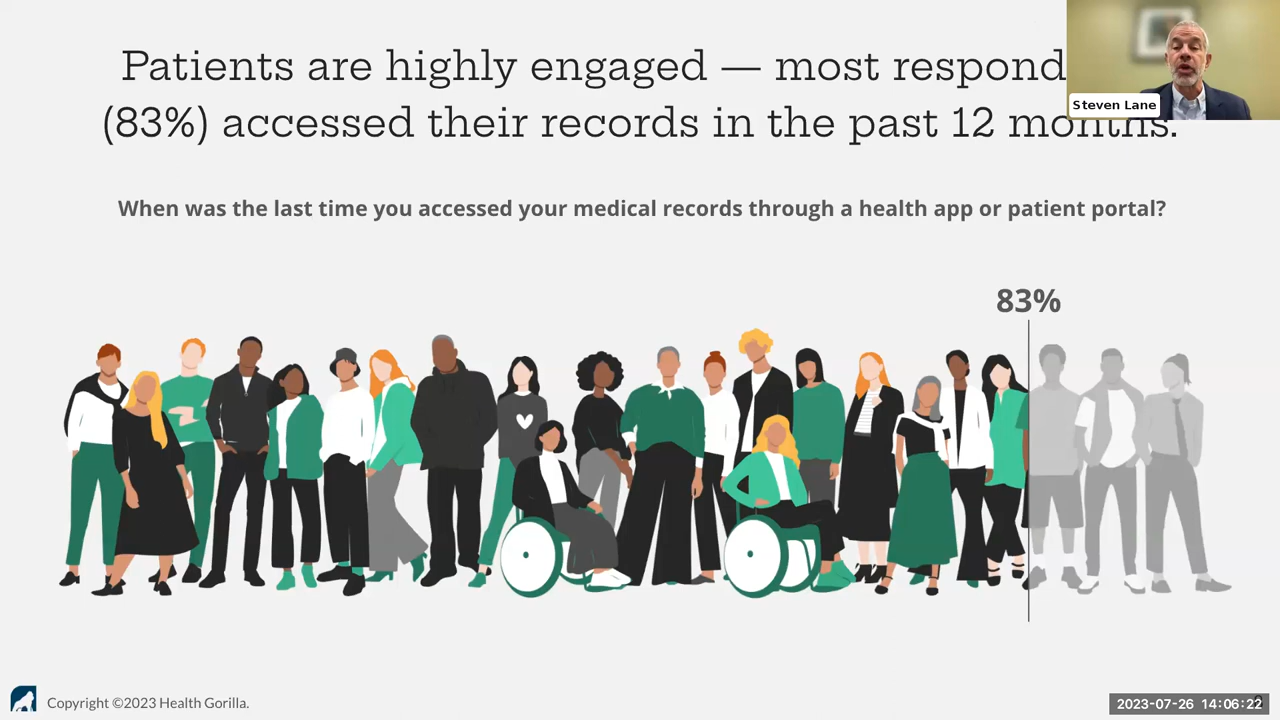 Patients are highly engaged — most respond
(83%) accessed their records in the past 12 months.
Steven Lane
When was the last time you accessed your medical records through a health app or patient portal?
83%
Copyright ©2023 Health Gorilla.
2023-07-26 14:06:22